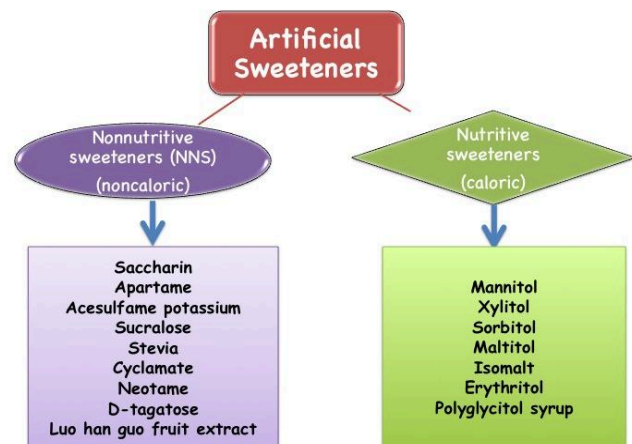 Artificial
Sweeteners
Nonnutritive
sweeteners (NNS)
(noncaloric)
Nutritive
sweeteners
(caloric)
Saccharin
Apartame
Acesulfame potassium
Sucralose
Stevia
Cyclamate
Neotame
D-tagatose
Luo han guo fruit extract
Mannitol
Xylitol
Sorbitol
Maltitol
Isomalt
Erythritol
Polyglycitol syrup